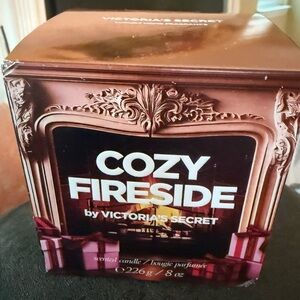 VICTORIA'S SECRET
COZY
FIRESIDE
by VICTORIA'S SECRET
scented candle / bougie parfumée
℮ 226 g / 8 oz